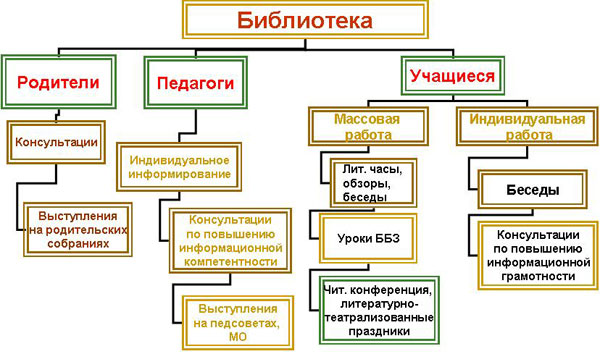 Библиотека
Родители
Педагоги
Учащиеся
Консультации
Выступления
на родительских
собраниях
Индивидуальное
информирование
Консультации
по повышению
информационной
компетентности
Выступления
на педсоветах,
МО
Массовая
работа
Лит. часы,
обзоры,
беседы
Уроки ББЗ
Чит. конференция,
литературно-
театрализованные
праздники
Индивидуальная
работа
Беседы
Консультации
по повышению
информационной
грамотности